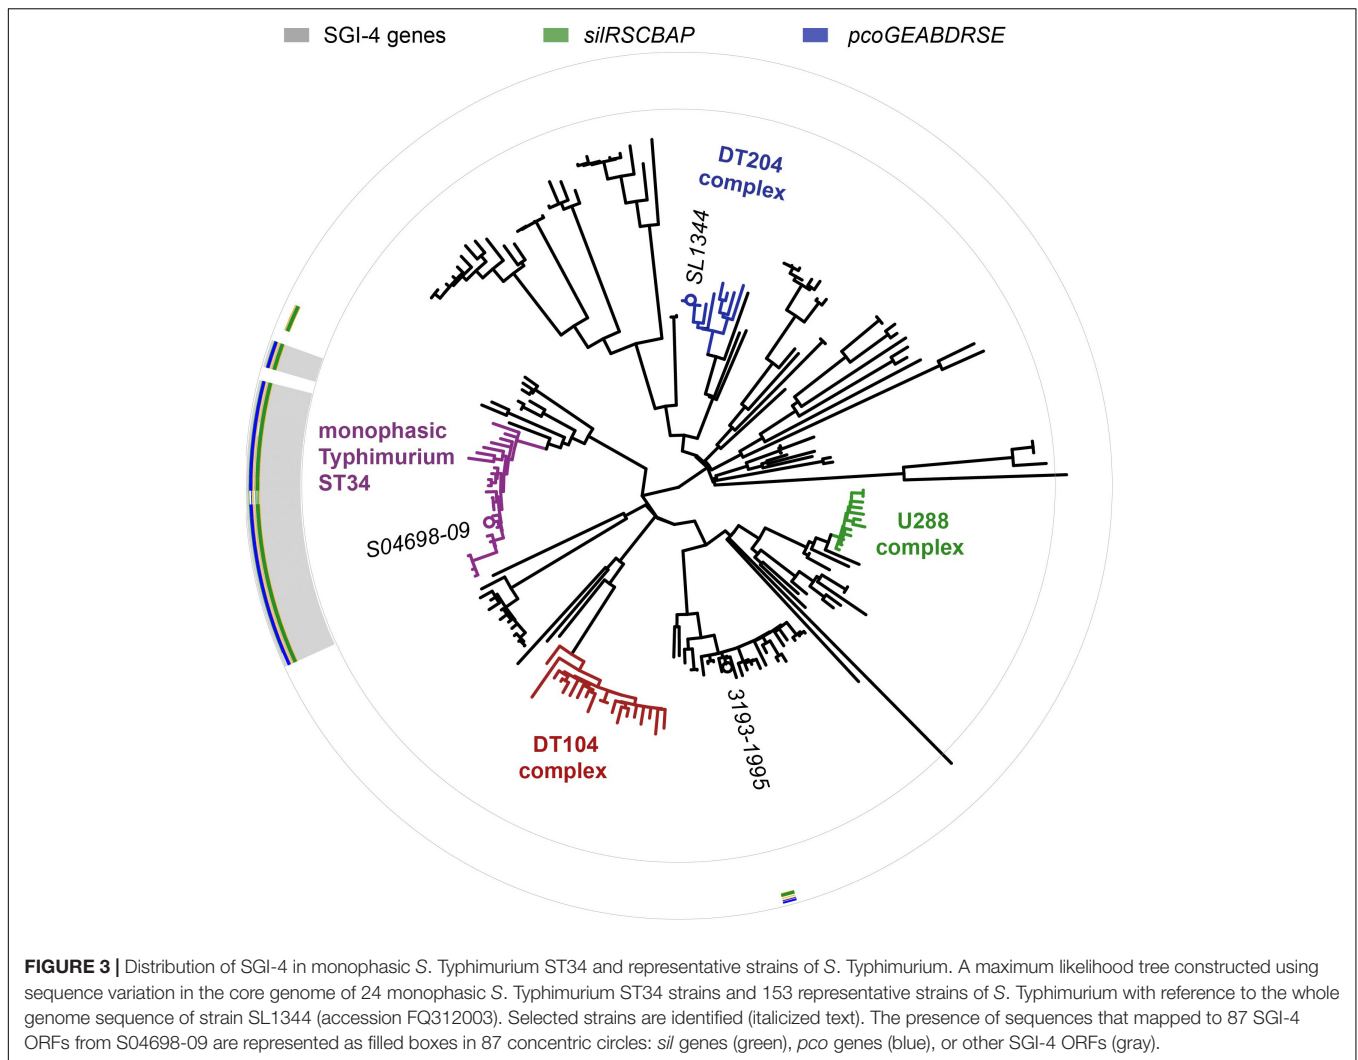 SGI-4 genes
silRSCBAP
pcoGEABDRSE
DT204
complex
SL1344
monophasic
Typhimurium
ST34
S04698-09
U288
complex
3193-1995
DT104
complex
FIGURE 3 | Distribution of SGI-4 in monophasic S. Typhimurium ST34 and representative strains of S. Typhimurium. A maximum likelihood tree constructed using
sequence variation in the core genome of 24 monophasic S. Typhimurium ST34 strains and 153 representative strains of S. Typhimurium with reference to the whole
genome sequence of strain SL1344 (accession FQ312003). Selected strains are identified (italicized text). The presence of sequences that mapped to 87 SGI-4
ORFs from S04698-09 are represented as filled boxes in 87 concentric circles: sil genes (green), pco genes (blue), or other SGI-4 ORFs (gray).